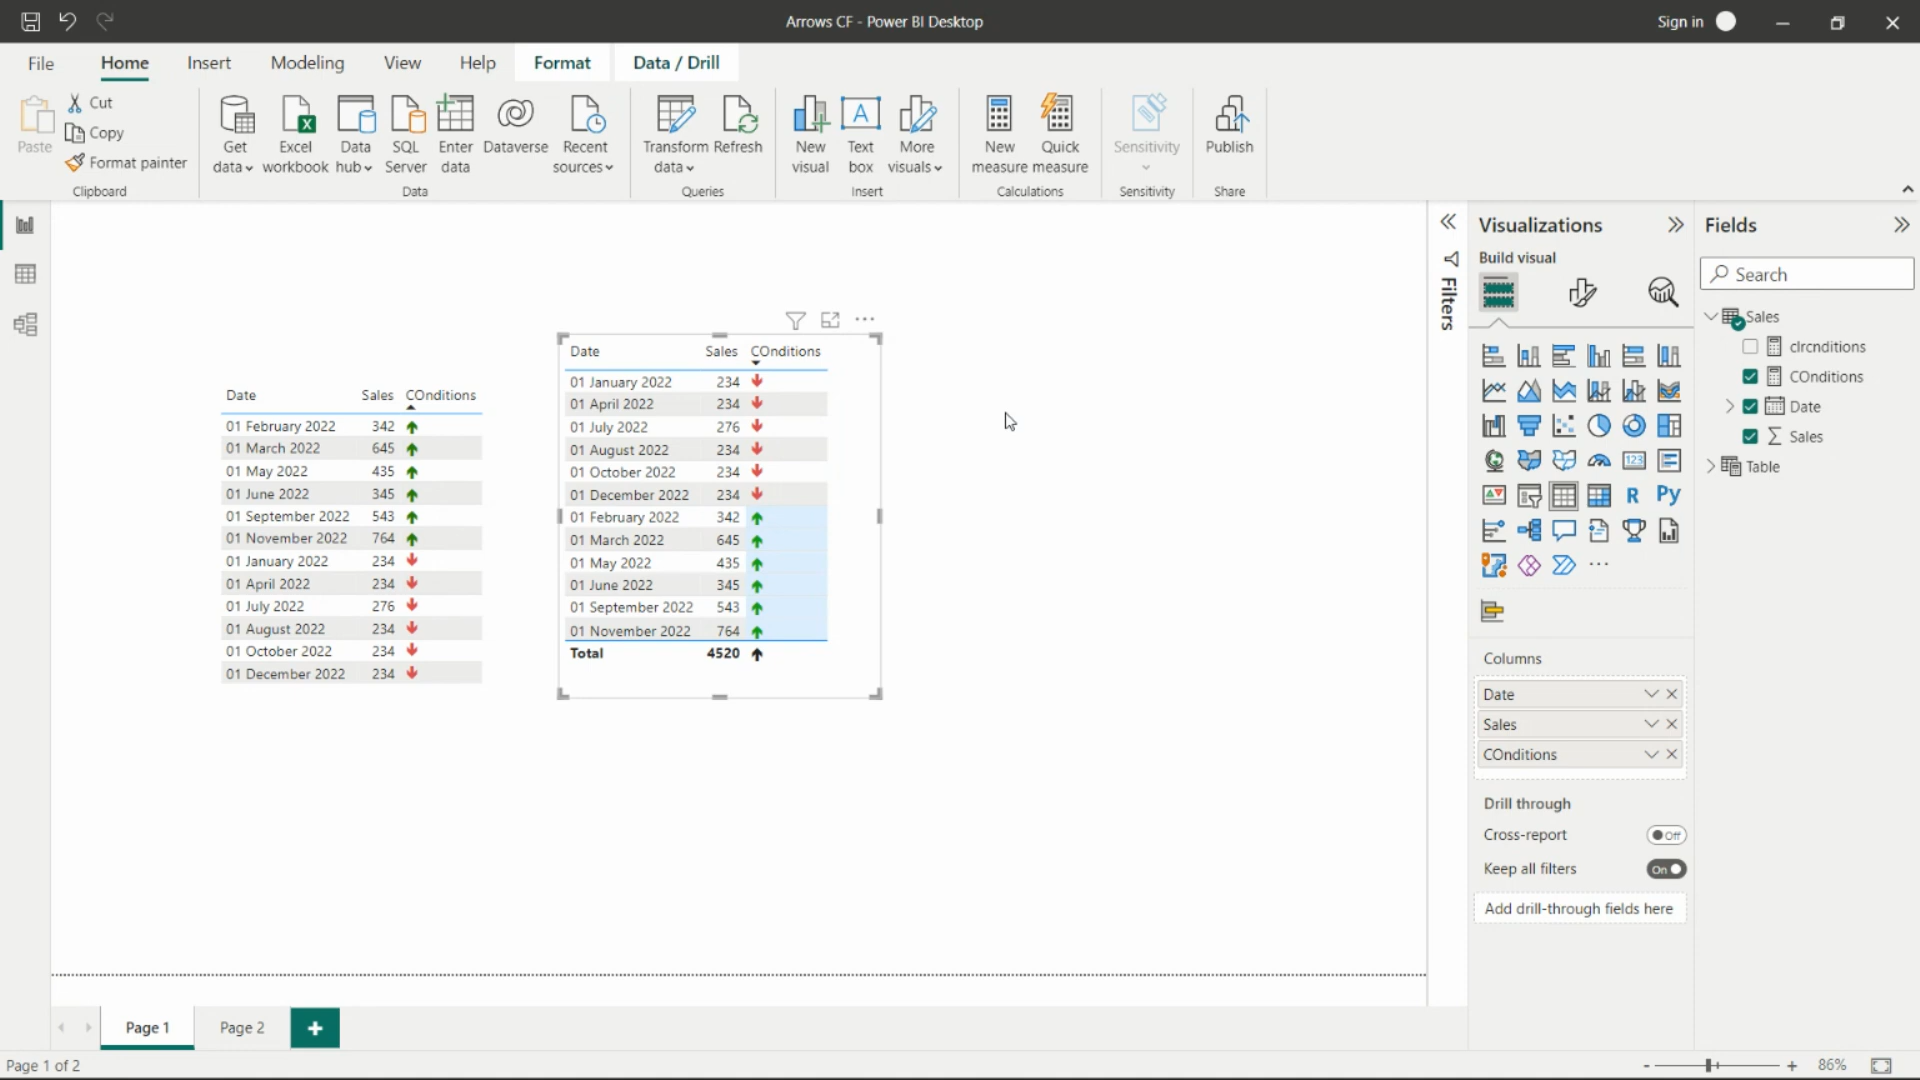 Arrows CF - Power BI Desktop
Sign in
File Home Insert Modeling View Help Format Data / Drill
Paste
Cut
Copy
Format painter
Clipboard
Get data
Excel workbook
Data hub
SQL Server
Enter data
Dataverse
Recent sources
Data
Transform data
Refresh
Queries
New visual
Text box
More visuals
Insert
New measure
Quick measure
Calculations
Sensitivity
Sensitivity
Publish
Share
Date Sales COnditions
01 February 2022 342
01 March 2022 645
01 May 2022 435
01 June 2022 345
01 September 2022 543
01 November 2022 764
01 January 2022 234
01 April 2022 234
01 July 2022 276
01 August 2022 234
01 October 2022 234
01 December 2022 234
Date Sales COnditions
01 January 2022 234
01 April 2022 234
01 July 2022 276
01 August 2022 234
01 October 2022 234
01 December 2022 234
01 February 2022 342
01 March 2022 645
01 May 2022 435
01 June 2022 345
01 September 2022 543
01 November 2022 764
Total 4520
Filters
Visualizations
Build visual
123
R
Py
Columns
Date
Sales
COnditions
Drill through
Cross-report Off
Keep all filters On
Add drill-through fields here
Fields
Search
Sales
clrcnditions
COnditions
Date
Sales
Table
Page 1
Page 2
Page 1 of 2
86%